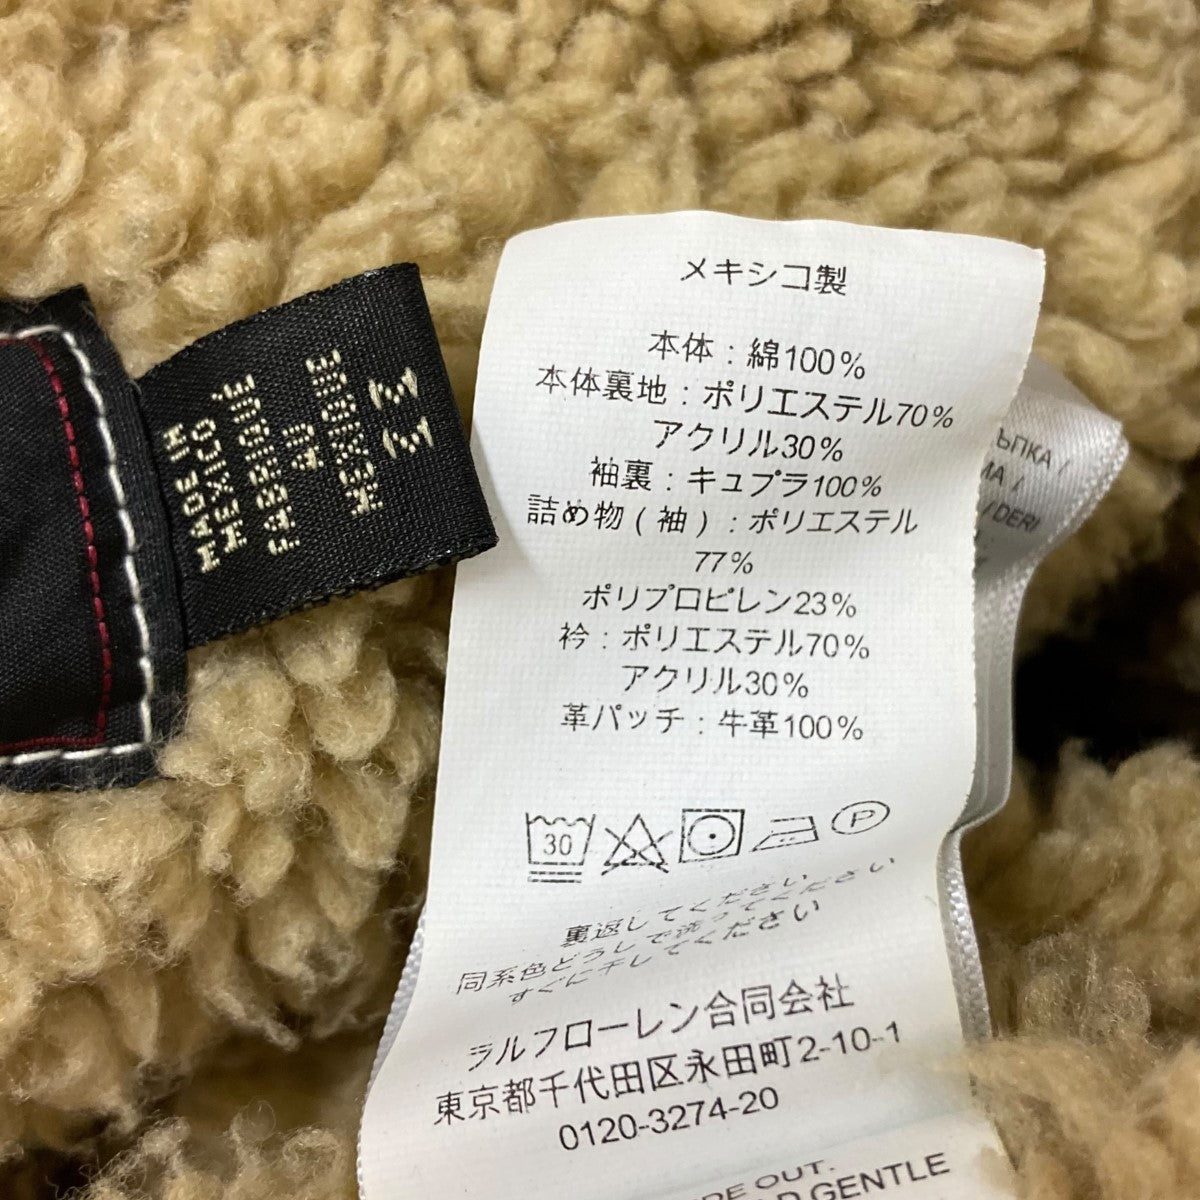 MADE IN
MEXICO
FABRIQUÉ
AU
MEXIQUE
メキシコ製
本体 : 綿100%
本体裏地 : ポリエステル70%
アクリル30%
袖裏 : キュプラ100%
詰め物 ( 袖 ) : ポリエステル
77%
ポリプロピレン23%
衿 : ポリエステル70%
アクリル30%
革パッチ : 牛革100%
30
P
裏返してください
同系色どうしで洗ってください
すぐに干してください
ラルフローレン合同会社
東京都千代田区永田町2-10-1
0120-3274-20
OUT.
GENTLE
/DERI